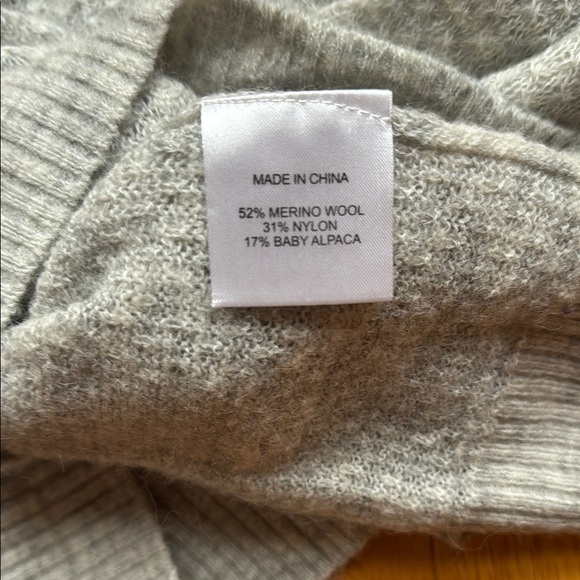 MADE IN CHINA
52% MERINO WOOL
31% NYLON
17% BABY ALPACA